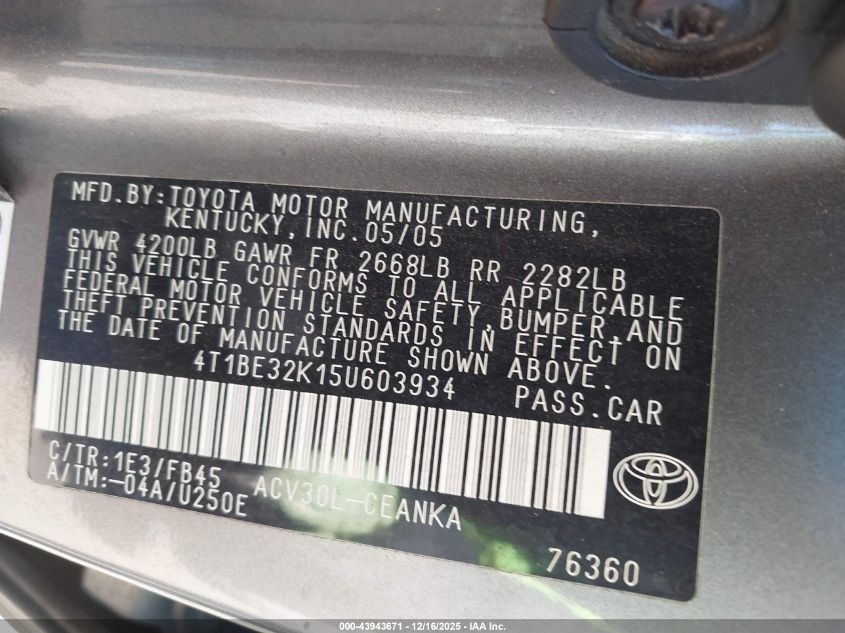 MFD.BY:TOYOTA MOTOR MANUFACTURING,
KENTUCKY,INC.05/05
GVWR 4200LB GAWR FR 2668LB RR 2282LB
THIS VEHICLE CONFORMS TO ALL APPLICABLE
FEDERAL MOTOR VEHICLE SAFETY,BUMPER,AND
THEFT PREVENTION STANDARDS IN EFFECT ON
THE DATE OF MANUFACTURE SHOWN ABOVE.
4T1BE32K15U603934 PASS.CAR
C/TR:1E3/FB45
A/TM:-04A/U250E ACV30L-CEANKA
76360
000-43943671 - 12/16/2025 - IAA Inc.